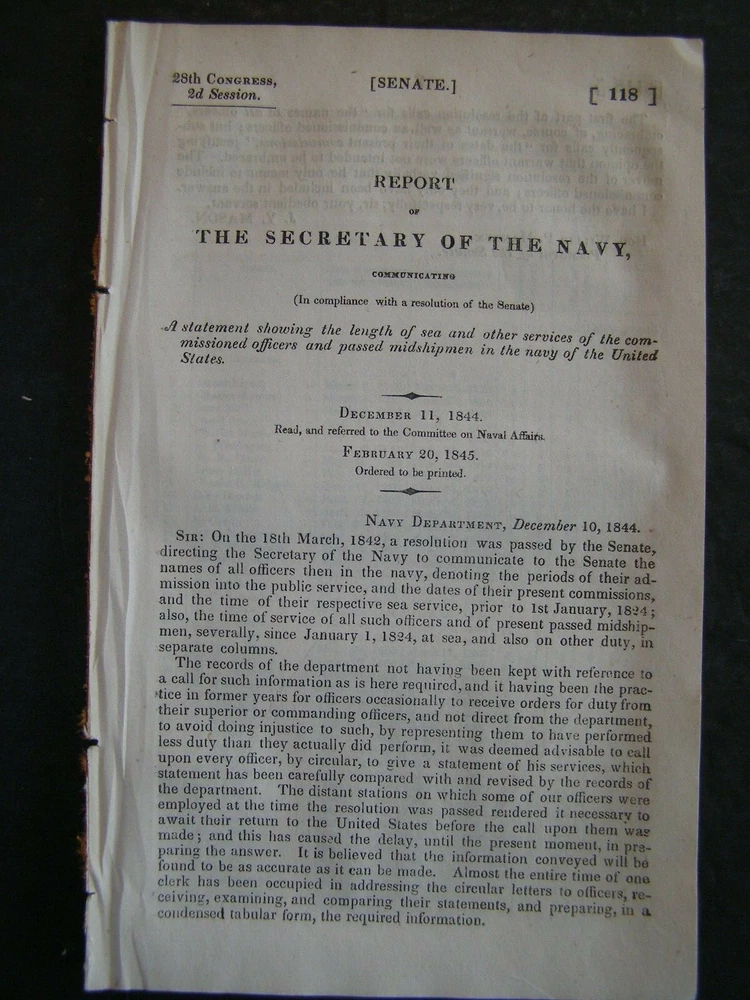 28th Congress,
2d Session.
[SENATE.]
[ 118 ]
REPORT
OF
THE SECRETARY OF THE NAVY,
COMMUNICATING
(In compliance with a resolution of the Senate)
A statement showing the length of sea and other services of the com-
missioned officers and passed midshipmen in the navy of the United
States.
December 11, 1844.
Read, and referred to the Committee on Naval Affairs.
February 20, 1845.
Ordered to be printed.
Navy Department, December 10, 1844.
Sir: On the 18th March, 1842, a resolution was passed by the Senate,
directing the Secretary of the Navy to communicate to the Senate the
names of all officers then in the navy, denoting the periods of their ad-
mission into the public service, and the dates of their present commissions,
and the time of their respective sea service, prior to 1st January, 1824;
also, the time of service of all such officers and of present passed midship-
men, severally, since January 1, 1824, at sea, and also on other duty, in
separate columns.
The records of the department not having been kept with reference to
a call for such information as is here required, and it having been the prac-
tice in former years for officers occasionally to receive orders for duty from
their superior or commanding officers, and not direct from the department,
to avoid doing injustice to such, by representing them to have performed
less duty than they actually did perform, it was deemed advisable to call
upon every officer, by circular, to give a statement of his services, which
statement has been carefully compared with and revised by the records of
the department. The distant stations on which some of our officers were
employed at the time the resolution was passed rendered it necessary to
await their return to the United States before the call upon them was
made; and this has caused the delay, until the present moment, in pre-
paring the answer. It is believed that the information conveyed will be
found to be as accurate as it can be made. Almost the entire time of one
clerk has been occupied in addressing the circular letters to officers, re-
ceiving, examining, and comparing their statements, and preparing, in a
condensed tabular form, the required information.